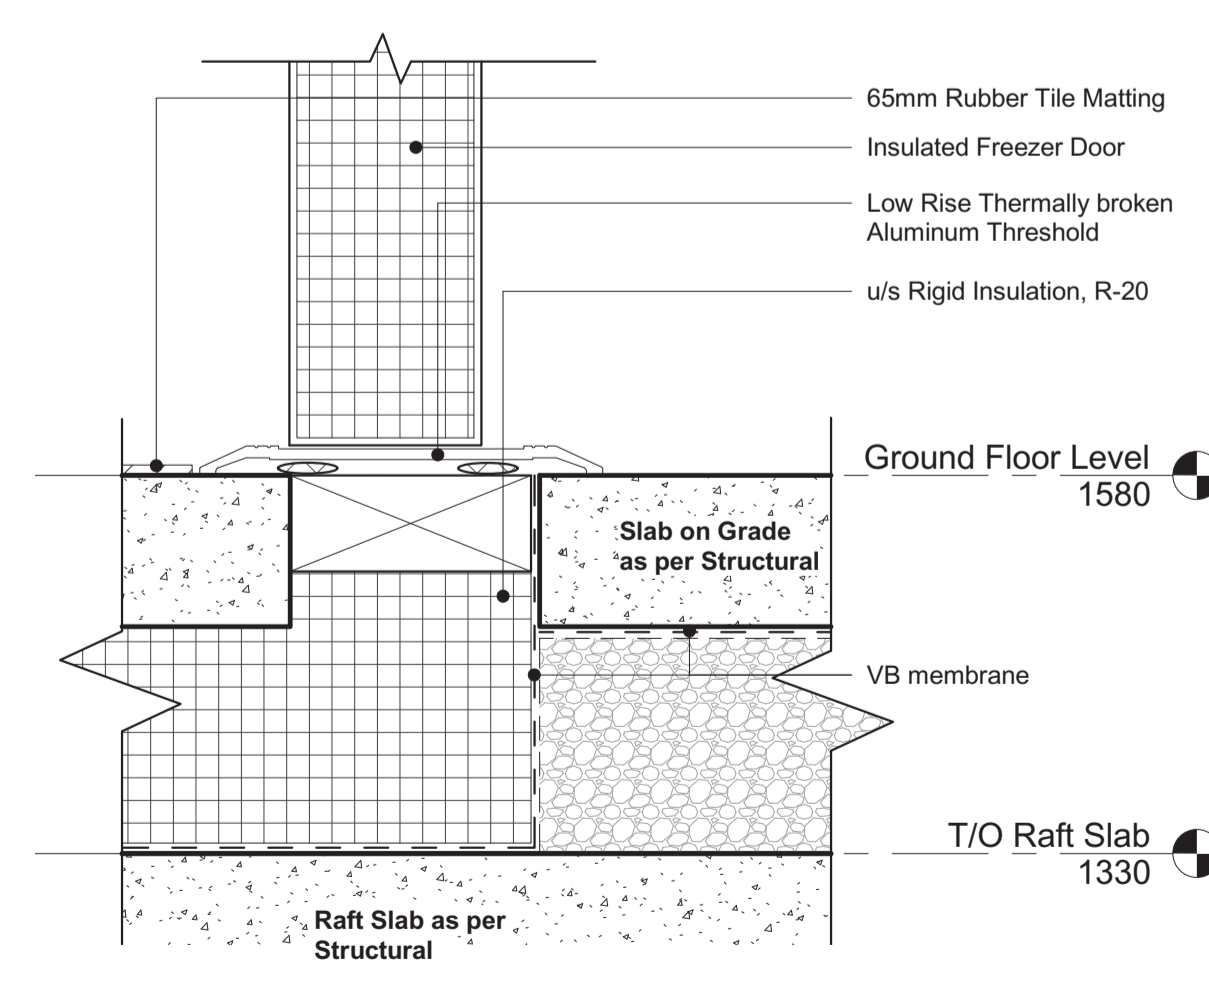 65mm Rubber Tile Matting
Insulated Freezer Door
Low Rise Thermally broken
Aluminum Threshold
u/s Rigid Insulation, R-20
Ground Floor Level
1580
Slab on Grade
as per Structural
VB membrane
T/O Raft Slab
1330
Raft Slab as per
Structural